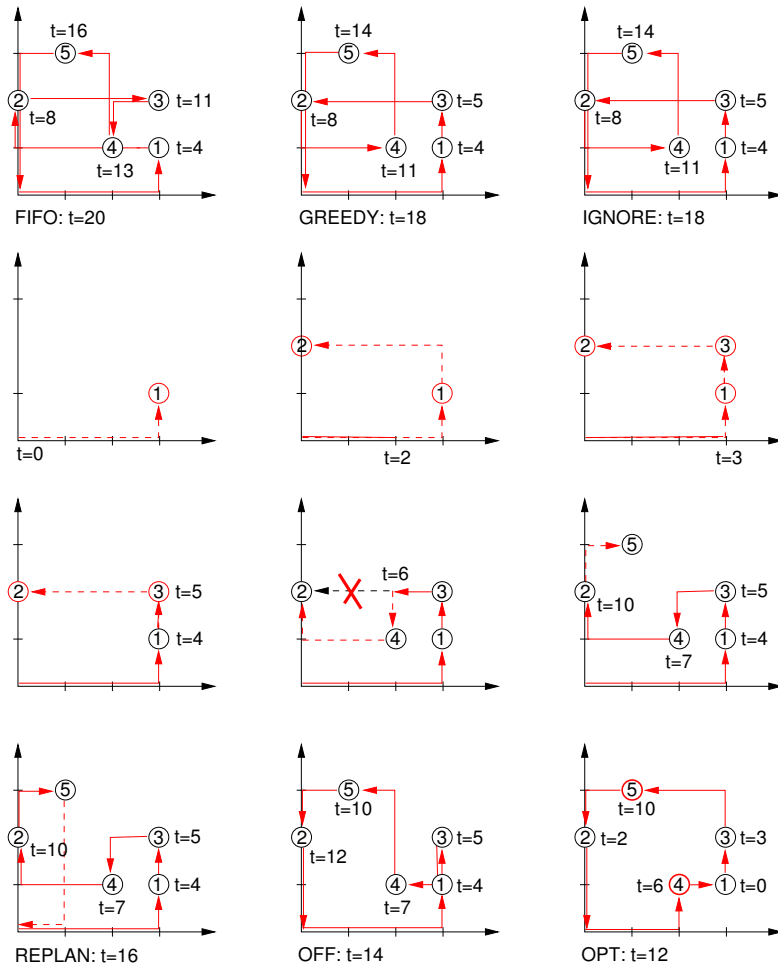 t=16
5
2
3
t=11
t=8
4
1
t=4
t=13
FIFO: t=20
t=14
5
2
3
t=5
t=8
4
1
t=4
t=11
GREEDY: t=18
t=14
5
2
3
t=5
t=8
4
1
t=4
t=11
IGNORE: t=18
1
t=0
2
1
t=2
2
3
1
t=3
2
3
t=5
1
t=4
t=6
2
3
4
1
5
2
3
t=5
t=10
4
1
t=4
t=7
5
2
3
t=5
t=10
4
1
t=4
t=7
REPLAN: t=16
5
t=10
2
3
t=5
t=12
4
1
t=4
t=7
OFF: t=14
5
t=10
2
t=2
3
t=3
t=6
4
1
t=0
OPT: t=12